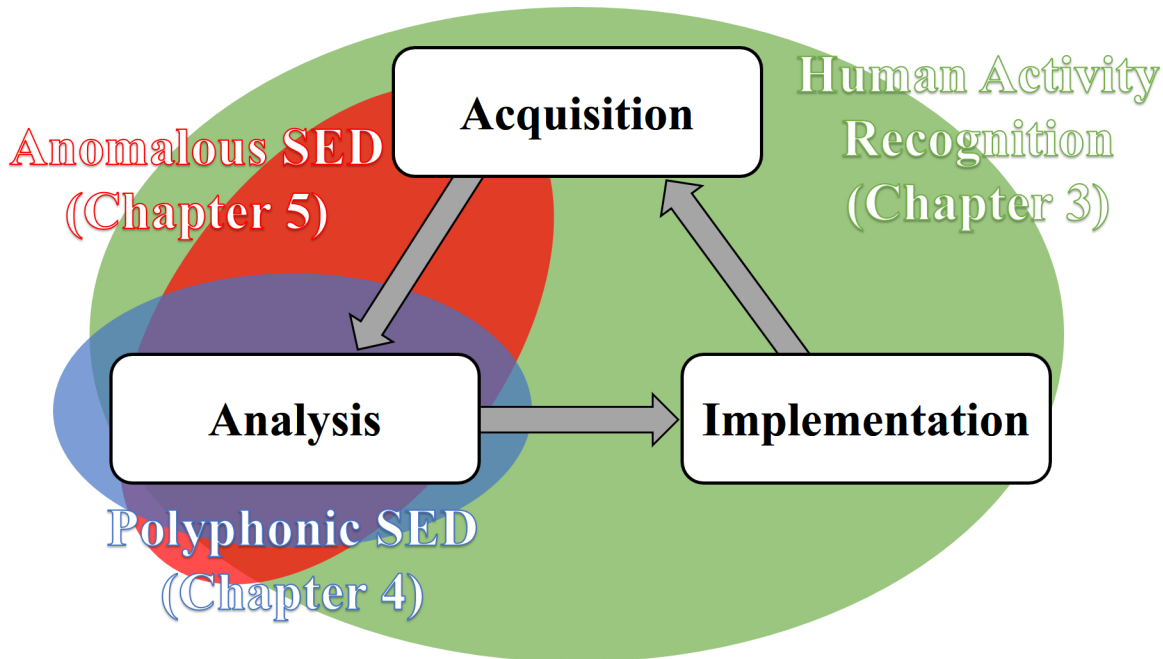 Acquisition
Human Activity
Recognition
(Chapter 3)
Anomalous SED
(Chapter 5)
Analysis
Implementation
Polyphonic SED
(Chapter 4)